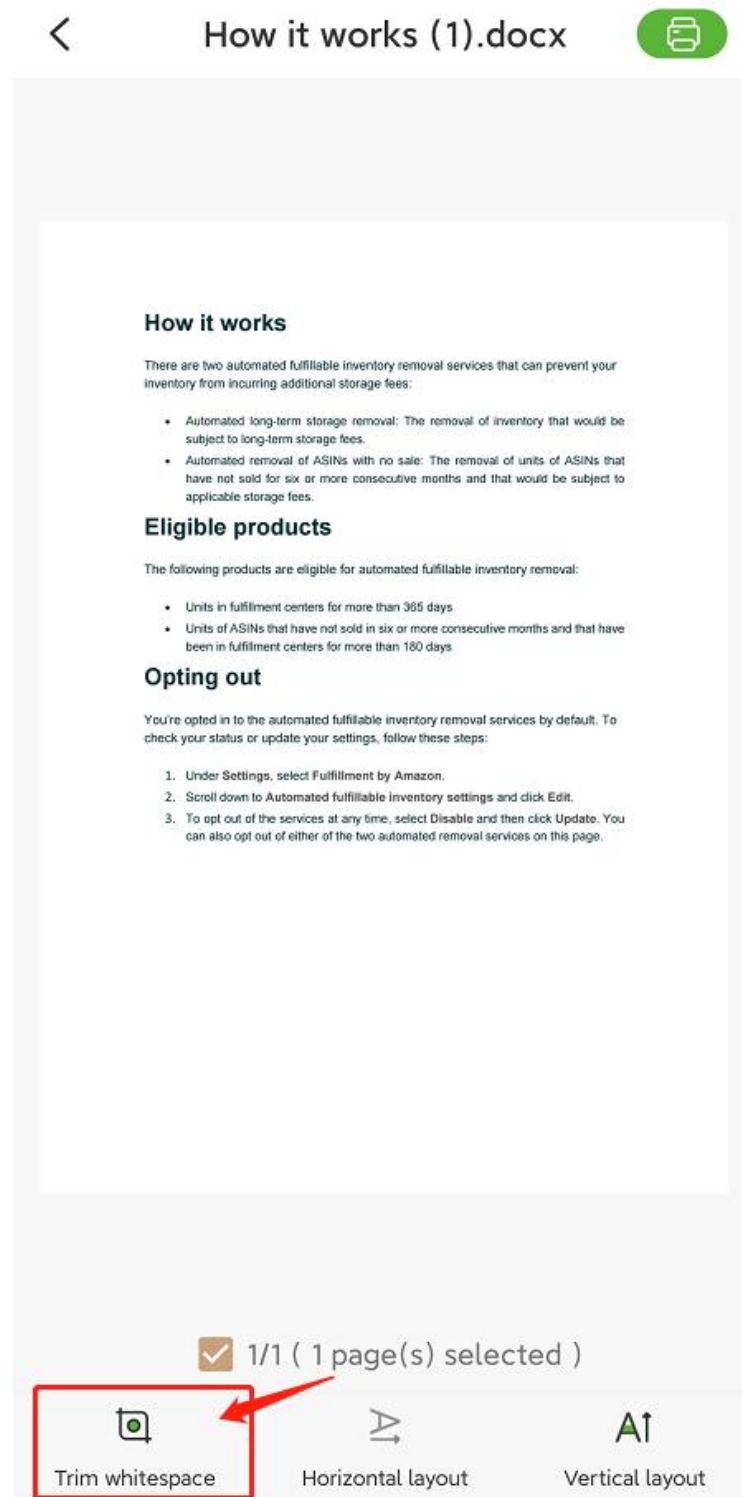 How it works (1).docx
How it works
There are two automated fulfillable inventory removal services that can prevent your
inventory from incurring additional storage fees:
• Automated long-term storage removal: The removal of inventory that would be
subject to long-term storage fees.
• Automated removal of ASINs with no sale: The removal of units of ASINs that
have not sold for six or more consecutive months and that would be subject to
applicable storage fees.
Eligible products
The following products are eligible for automated fulfillable inventory removal:
• Units in fulfillment centers for more than 365 days
• Units of ASINs that have not sold in six or more consecutive months and that have
been in fulfillment centers for more than 180 days
Opting out
You're opted in to the automated fulfillable inventory removal services by default. To
check your status or update your settings, follow these steps:
1. Under Settings, select Fulfillment by Amazon.
2. Scroll down to Automated fulfillable inventory settings and click Edit.
3. To opt out of the services at any time, select Disable and then click Update. You
can also opt out of either of the two automated removal services on this page.
1/1 ( 1 page(s) selected )
Trim whitespace
Horizontal layout
Vertical layout